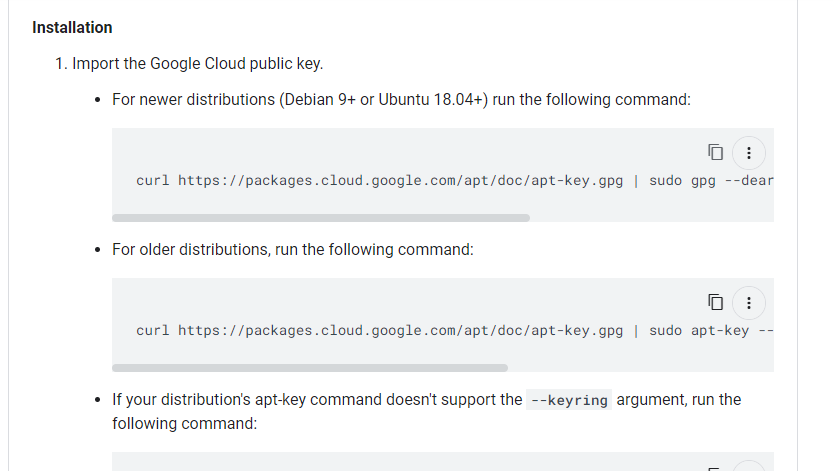 Installation
1. Import the Google Cloud public key.
• For newer distributions (Debian 9+ or Ubuntu 18.04+) run the following command:
curl https://packages.cloud.google.com/apt/doc/apt-key.gpg | sudo gpg --dear
• For older distributions, run the following command:
curl https://packages.cloud.google.com/apt/doc/apt-key.gpg | sudo apt-key --
• If your distribution's apt-key command doesn't support the --keyring argument, run the
following command: